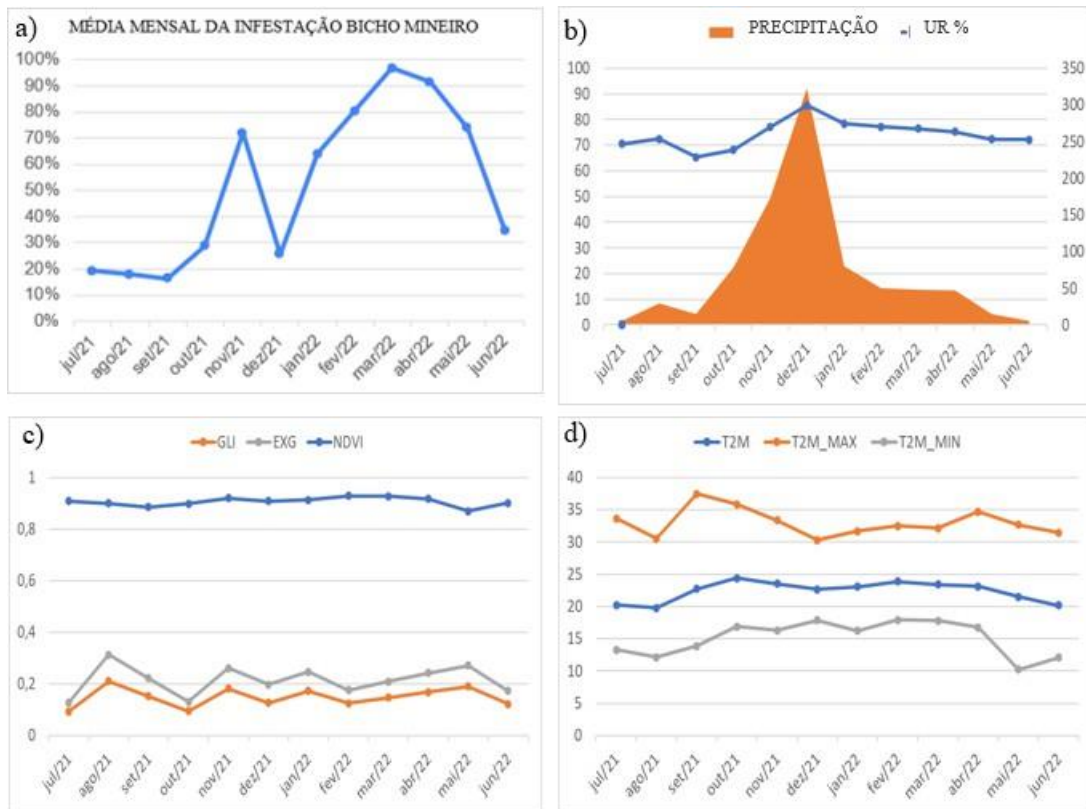 a)
MÉDIA MENSAL DA INFESTAÇÃO BICHO MINEIRO
100%
90%
80%
70%
60%
50%
40%
30%
20%
10%
0%
jul/21
ago/21
set/21
out/21
nov/21
dez/21
jan/22
fev/22
mar/22
abr/22
mai/22
jun/22
b)
PRECIPITAÇÃO
UR %
100
90
80
70
60
50
40
30
20
10
0
350
300
250
200
150
100
50
0
jul/21
ago/21
set/21
out/21
nov/21
dez/21
jan/22
fev/22
mar/22
abr/22
mai/22
jun/22
c)
GLI
EXG
NDVI
1
0,8
0,6
0,4
0,2
0
jul/21
ago/21
set/21
out/21
nov/21
dez/21
jan/22
fev/22
mar/22
abr/22
mai/22
jun/22
d)
T2M
T2M_MAX
T2M_MIN
40
35
30
25
20
15
10
5
0
jul/21
ago/21
set/21
out/21
nov/21
dez/21
jan/22
fev/22
mar/22
abr/22
mai/22
jun/22